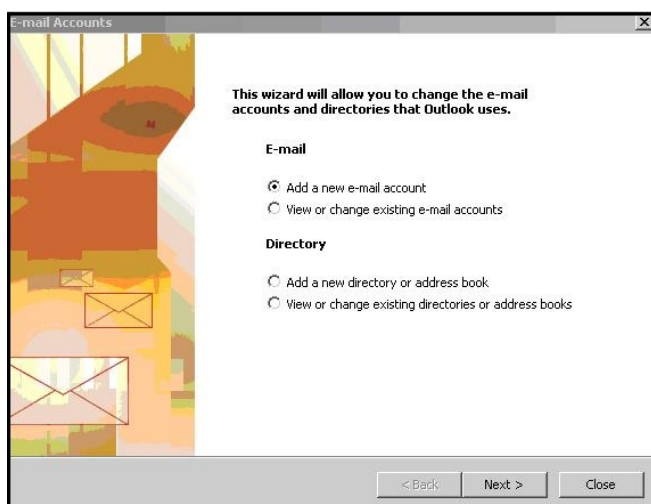 E-mail Accounts
This wizard will allow you to change the e-mail
accounts and directories that Outlook uses.
E-mail
Add a new e-mail account
View or change existing e-mail accounts
Directory
Add a new directory or address book
View or change existing directories or address books
< Back Next > Close